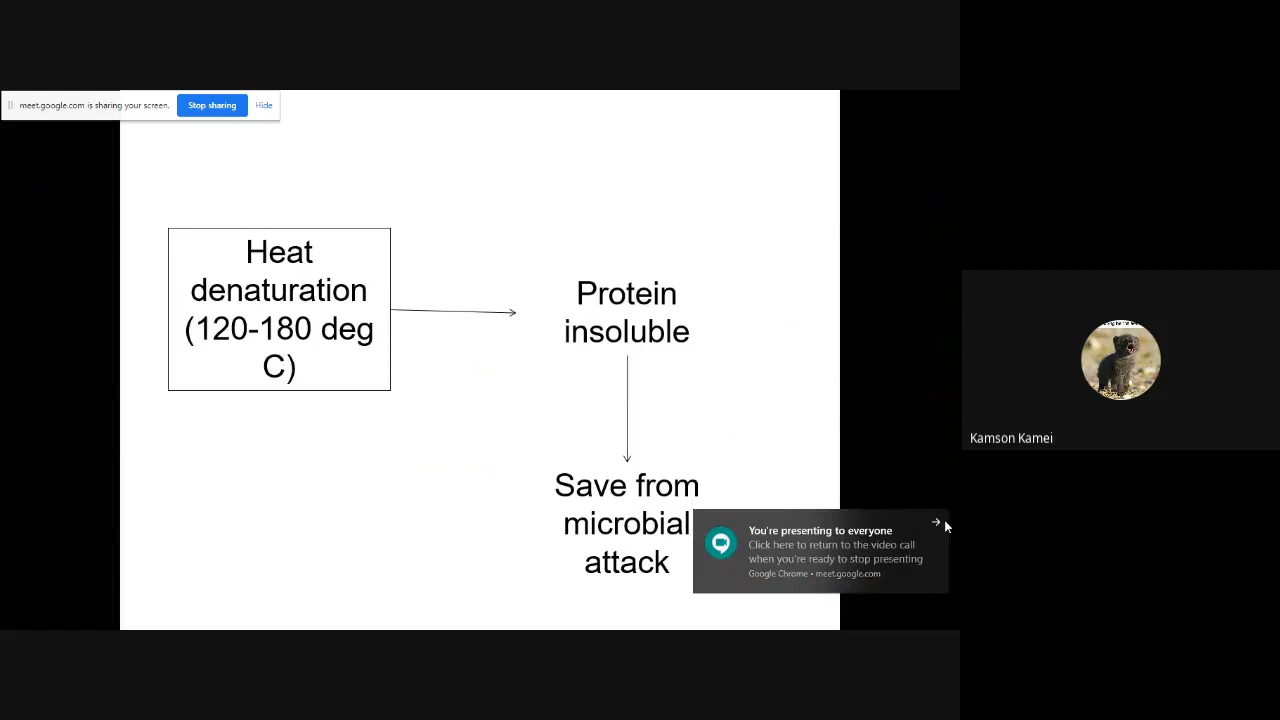 meet.google.com is sharing your screen.
Stop sharing
Hide
Heat
denaturation
(120-180 deg
C)
Protein
insoluble
Save from
microbial
attack
You're presenting to everyone
Click here to return to the video call
when you're ready to stop presenting
Google Chrome • meet.google.com
Kamson Kamei